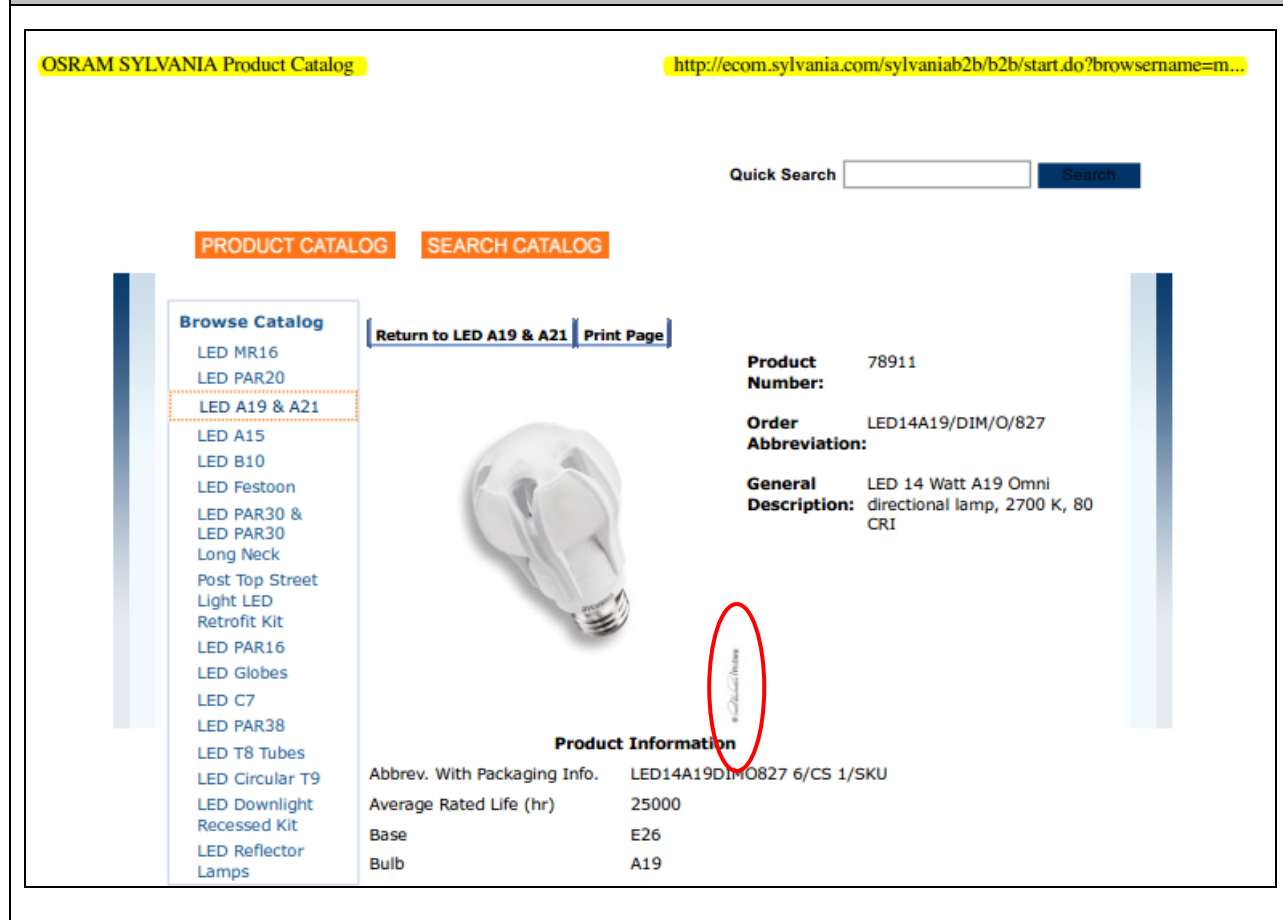 OSRAM SYLVANIA Product Catalog
http://ecom.sylvania.com/sylvaniab2b/b2b/start.do?browsername=m...
Quick Search
Search
PRODUCT CATALOG
SEARCH CATALOG
Browse Catalog
LED MR16
LED PAR20
LED A19 & A21
LED A15
LED B10
LED Festoon
LED PAR30 &
LED PAR30
Long Neck
Post Top Street
Light LED
Retrofit Kit
LED PAR16
LED Globes
LED C7
LED PAR38
LED T8 Tubes
LED Circular T9
LED Downlight
Recessed Kit
LED Reflector
Lamps
Return to LED A19 & A21
Print Page
Product
Number:
78911
Order
Abbreviation:
LED14A19/DIM/O/827
General
Description:
LED 14 Watt A19 Omni
directional lamp, 2700 K, 80
CRI
SYLVANIA
Product Information
Abbrev. With Packaging Info. LED14A19DIMO827 6/CS 1/SKU
Average Rated Life (hr) 25000
Base E26
Bulb A19